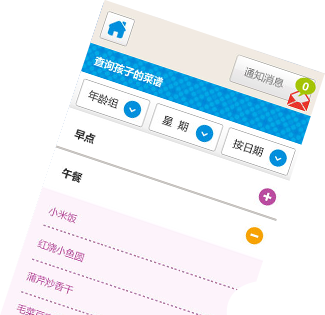 通知消息
0
查询孩子的菜谱
年龄组 星 期 按日期
早点
午餐
小米饭
红烧小鱼圆
蒲芹炒香干
毛菜